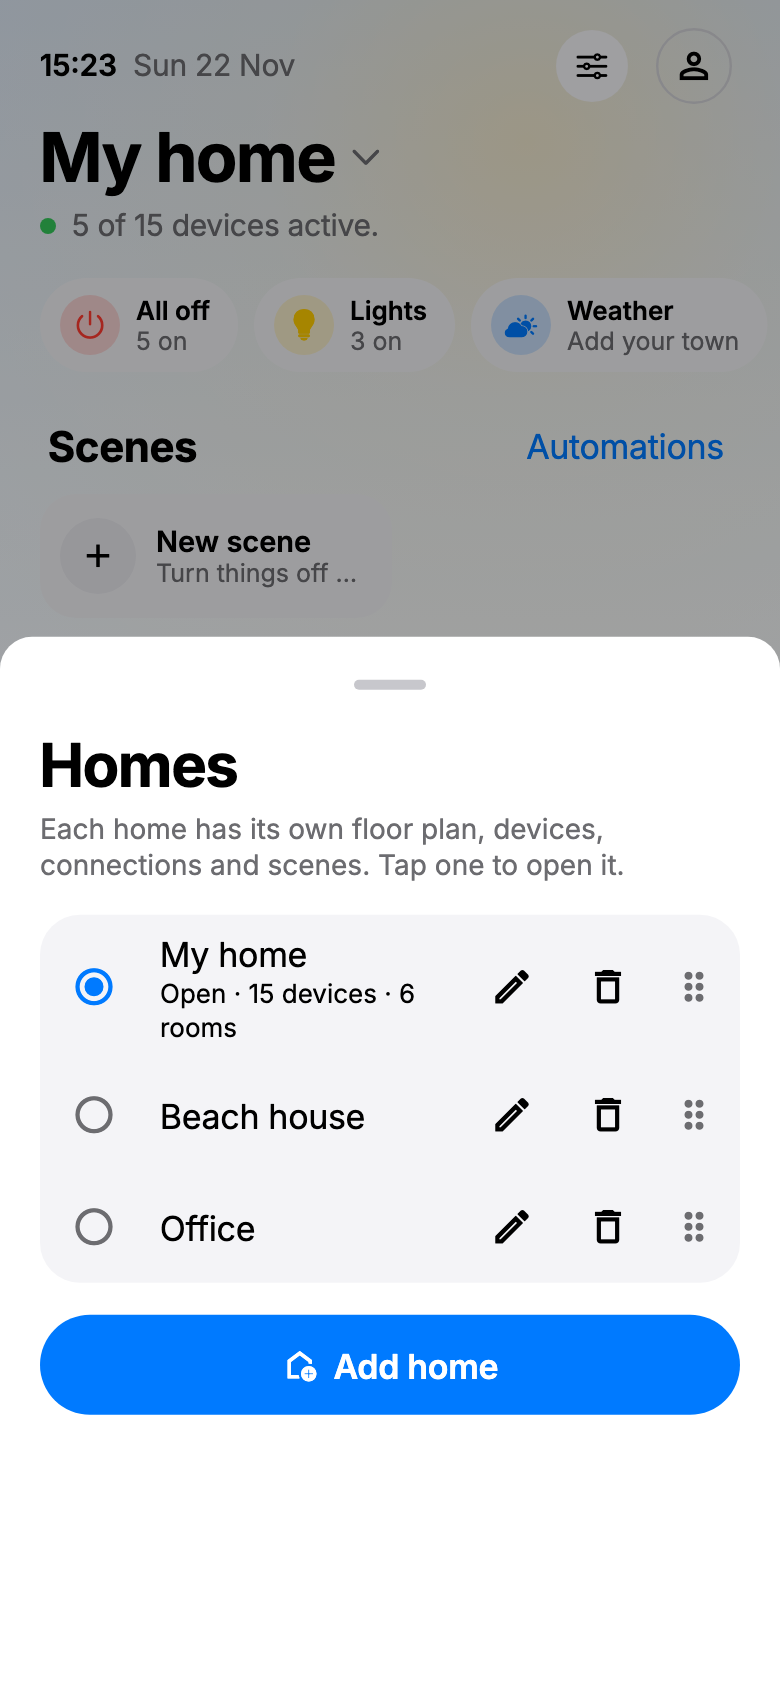 15:23 Sun 22 Nov
My home
5 of 15 devices active.
All off
5 on
Lights
3 on
Weather
Add your town
Scenes
Automations
New scene
Turn things off ...
Homes
Each home has its own floor plan, devices,
connections and scenes. Tap one to open it.
My home
Open · 15 devices · 6
rooms
Beach house
Office
Add home